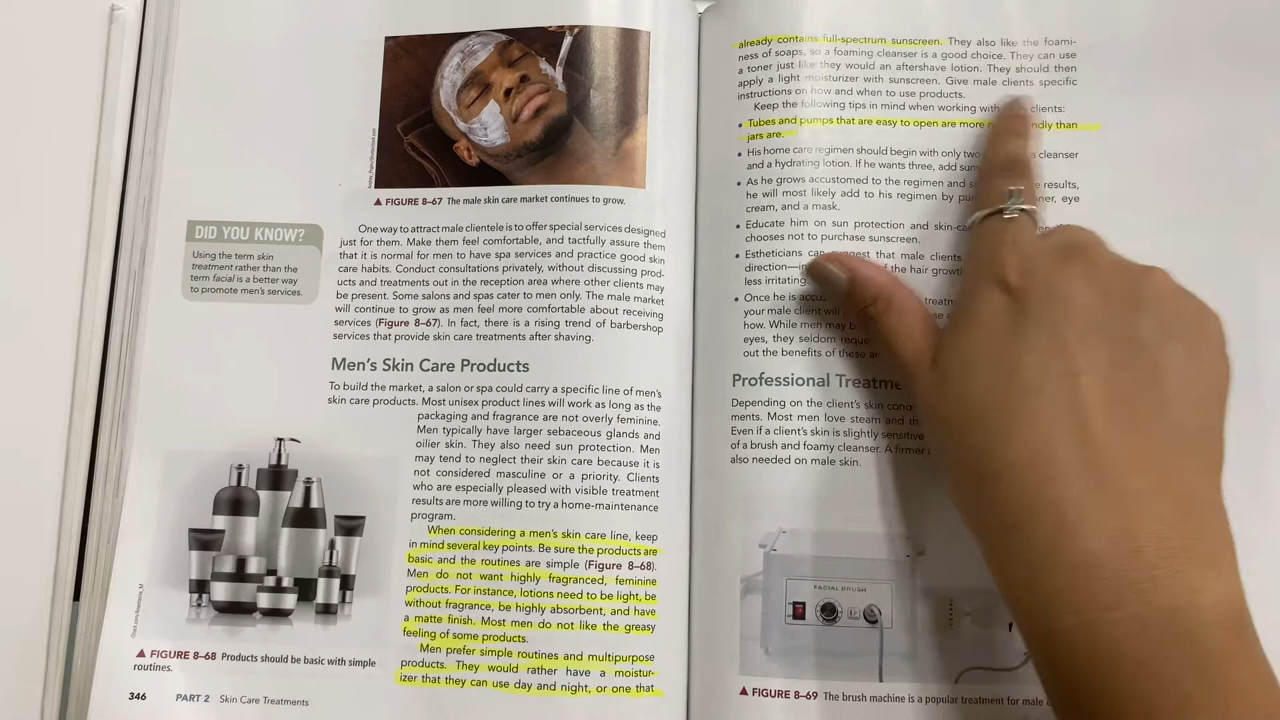 ▲ FIGURE 8–67 The male skin care market continues to grow.
DID YOU KNOW?
Using the term skin
treatment rather than the
term facial is a better way
to promote men's services.
One way to attract male clientele is to offer special services designed
just for them. Make them feel comfortable, and tactfully assure them
that it is normal for men to have spa services and practice good skin
care habits. Conduct consultations privately, without discussing prod-
ucts and treatments out in the reception area where other clients may
be present. Some salons and spas cater to men only. The male market
will continue to grow as men feel more comfortable about receiving
services (Figure 8–67). In fact, there is a rising trend of barbershop
services that provide skin care treatments after shaving.
Men's Skin Care Products
To build the market, a salon or spa could carry a specific line of men's
skin care products. Most unisex product lines will work as long as the
packaging and fragrance are not overly feminine.
Men typically have larger sebaceous glands and
oilier skin. They also need sun protection. Men
may tend to neglect their skin care because it is
not considered masculine or a priority. Clients
who are especially pleased with visible treatment
results are more willing to try a home-maintenance
program.
When considering a men's skin care line, keep
in mind several key points. Be sure the products are
basic and the routines are simple (Figure 8–68).
Men do not want highly fragranced, feminine
products. For instance, lotions need to be light, be
without fragrance, be highly absorbent, and have
a matte finish. Most men do not like the greasy
feeling of some products.
Men prefer simple routines and multipurpose
products. They would rather have a moistur-
izer that they can use day and night, or one that
▲ FIGURE 8–68 Products should be basic with simple
routines.
346 PART 2 Skin Care Treatments
already contains full-spectrum sunscreen. They also like the foami-
ness of soaps, so a foaming cleanser is a good choice. They can use
a toner just like they would an aftershave lotion. They should then
apply a light moisturizer with sunscreen. Give male clients specific
instructions on how and when to use products.
Keep the following tips in mind when working with clients:
• Tubes and pumps that are easy to open are more than
jars are.
• His home care regimen should begin with only two a cleanser
and a hydrating lotion. If he wants three, add
• As he grows accustomed to the regimen and results,
he will most likely add to his regimen by eye
cream, and a mask.
• Educate him on sun protection and
chooses not to purchase sunscreen.
• Estheticians can that male clients
direction— of the hair
less irritating.
• Once he is
your male client will
how. While men may
eyes, they seldom
out the benefits of these
Professional
Depending on the client's skin
ments. Most men love steam and
Even if a client's skin is slightly sensitive
of a brush and foamy cleanser. A firmer
also needed on male skin.
FACIAL BRUSH
▲ FIGURE 8–69 The brush machine is a popular treatment for male